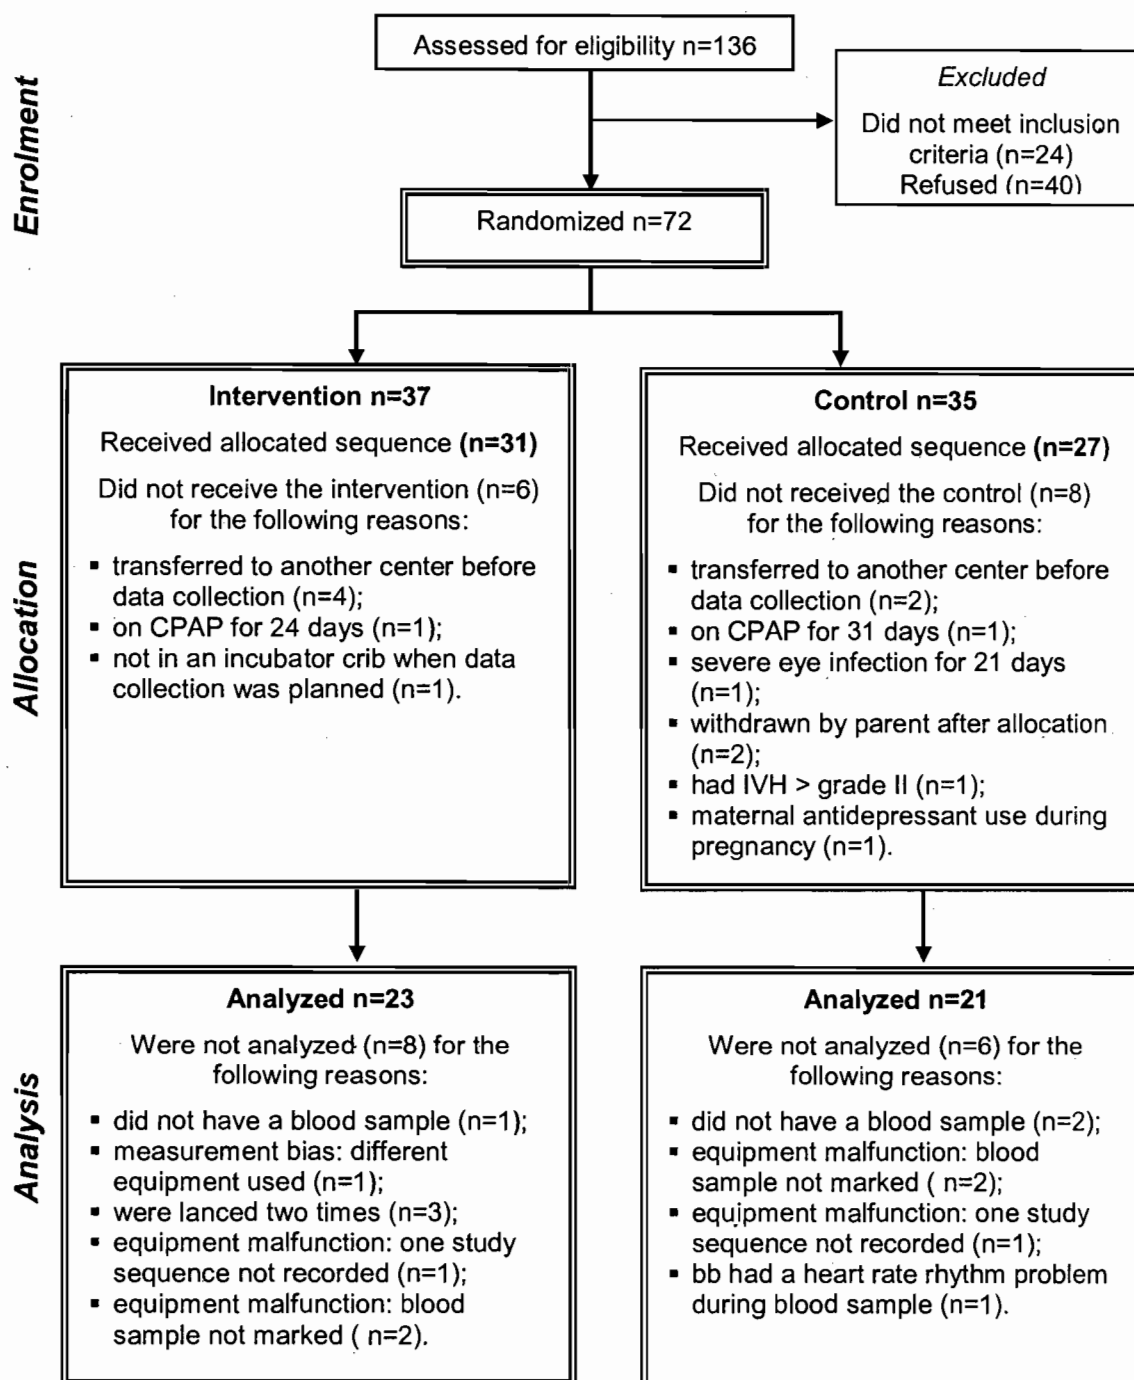 Assessed for eligibility n=136
Excluded
Did not meet inclusion
criteria (n=24)
Refused (n=40)
Enrolment
Randomized n=72
Allocation
Intervention n=37
Received allocated sequence (n=31)
Did not receive the intervention (n=6)
for the following reasons:
▪ transferred to another center before
data collection (n=4);
▪ on CPAP for 24 days (n=1);
▪ not in an incubator crib when data
collection was planned (n=1).
Control n=35
Received allocated sequence (n=27)
Did not received the control (n=8)
for the following reasons:
▪ transferred to another center before
data collection (n=2);
▪ on CPAP for 31 days (n=1);
▪ severe eye infection for 21 days
(n=1);
▪ withdrawn by parent after allocation
(n=2);
▪ had IVH > grade II (n=1);
▪ maternal antidepressant use during
pregnancy (n=1).
Analysis
Analyzed n=23
Were not analyzed (n=8) for the
following reasons:
▪ did not have a blood sample (n=1);
▪ measurement bias: different
equipment used (n=1);
▪ were lanced two times (n=3);
▪ equipment malfunction: one study
sequence not recorded (n=1);
▪ equipment malfunction: blood
sample not marked ( n=2).
Analyzed n=21
Were not analyzed (n=6) for the
following reasons:
▪ did not have a blood sample (n=2);
▪ equipment malfunction: blood
sample not marked ( n=2);
▪ equipment malfunction: one study
sequence not recorded (n=1);
▪ bb had a heart rate rhythm problem
during blood sample (n=1).